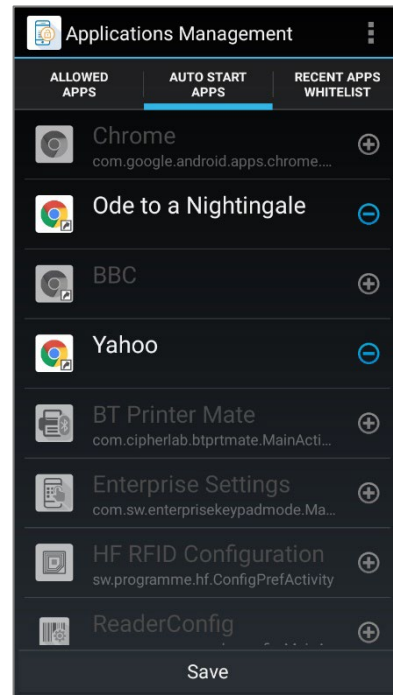 Applications Management
ALLOWED APPS
AUTO START APPS
RECENT APPS WHITELIST
Chrome
com.google.android.apps.chrome....
Ode to a Nightingale
BBC
Yahoo
BT Printer Mate
com.cipherlab.btprtmate.MainActi...
Enterprise Settings
com.sw.enterprisekeypadmode.Ma...
HF RFID Configuration
sw.programme.hf.ConfigPrefActivity
ReaderConfig
Save